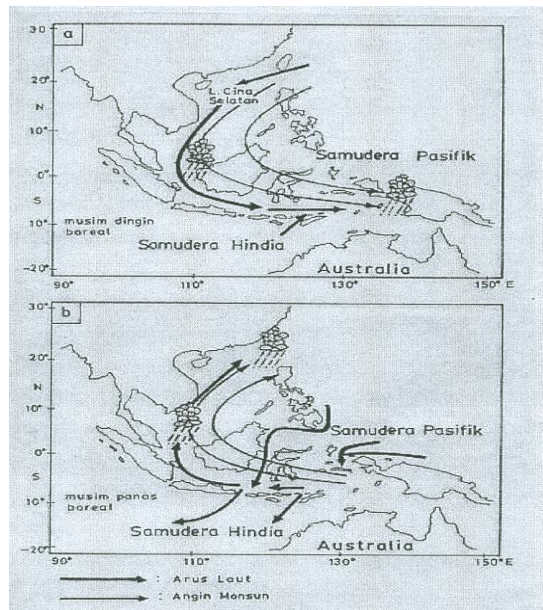 a
30
20°
N
10°
0°
S
-10°
-20°
L. Cina
Selatan
Samudera Pasifik
musim dingin
boreal
Samudera Hindia
Australia
90°
110°
130°
150°E
b
30°
20°
N
10°
0°
S
-10°
-20°
Samudera Pasifik
musim panas
boreal
Samudera Hindia
Australia
90°
110°
130°
150°E
: Arus Laut
: Angin Monsun